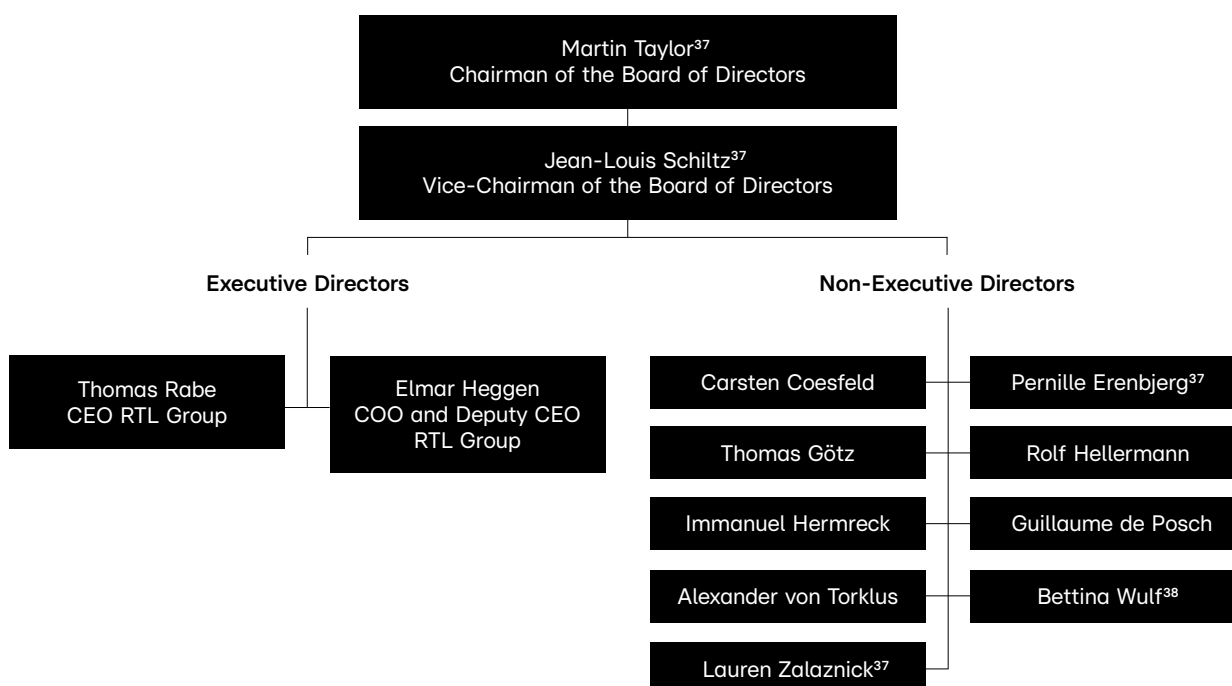 Martin Taylor³⁷
Chairman of the Board of Directors
Jean-Louis Schiltz³⁷
Vice-Chairman of the Board of Directors
Executive Directors
Non-Executive Directors
Thomas Rabe
CEO RTL Group
Elmar Heggen
COO and Deputy CEO
RTL Group
Carsten Coesfeld
Pernille Erenbjerg³⁷
Thomas Götz
Rolf Hellermann
Immanuel Hermreck
Guillaume de Posch
Alexander von Torklus
Bettina Wulf³⁸
Lauren Zalaznick³⁷